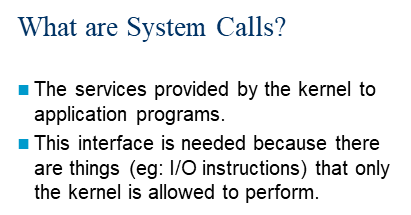 What are System Calls?
The services provided by the kernel to
application programs.
This interface is needed because there
are things (eg: I/O instructions) that only
the kernel is allowed to perform.